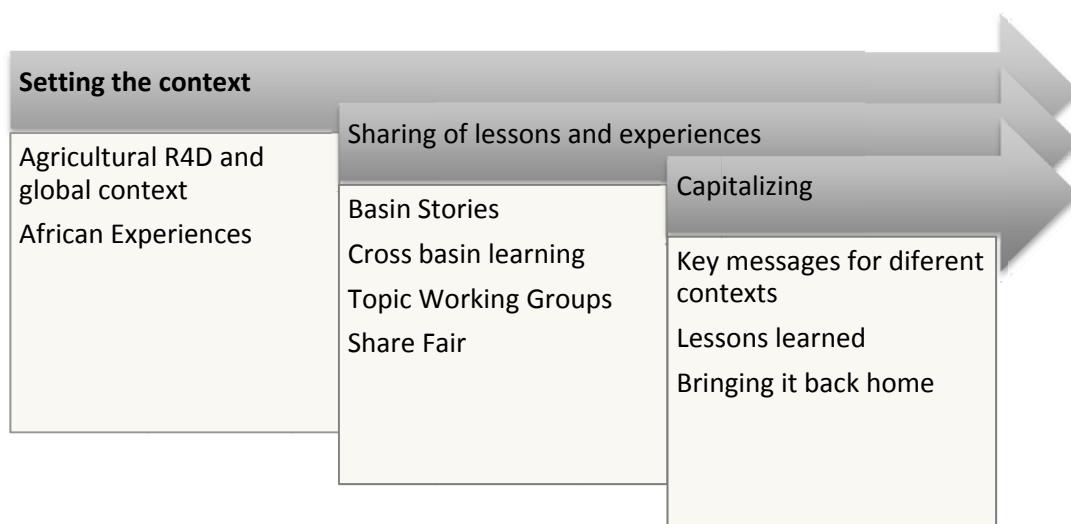 Setting the context
Agricultural R4D and
global context
African Experiences
Sharing of lessons and experiences
Basin Stories
Cross basin learning
Topic Working Groups
Share Fair
Capitalizing
Key messages for diferent
contexts
Lessons learned
Bringing it back home